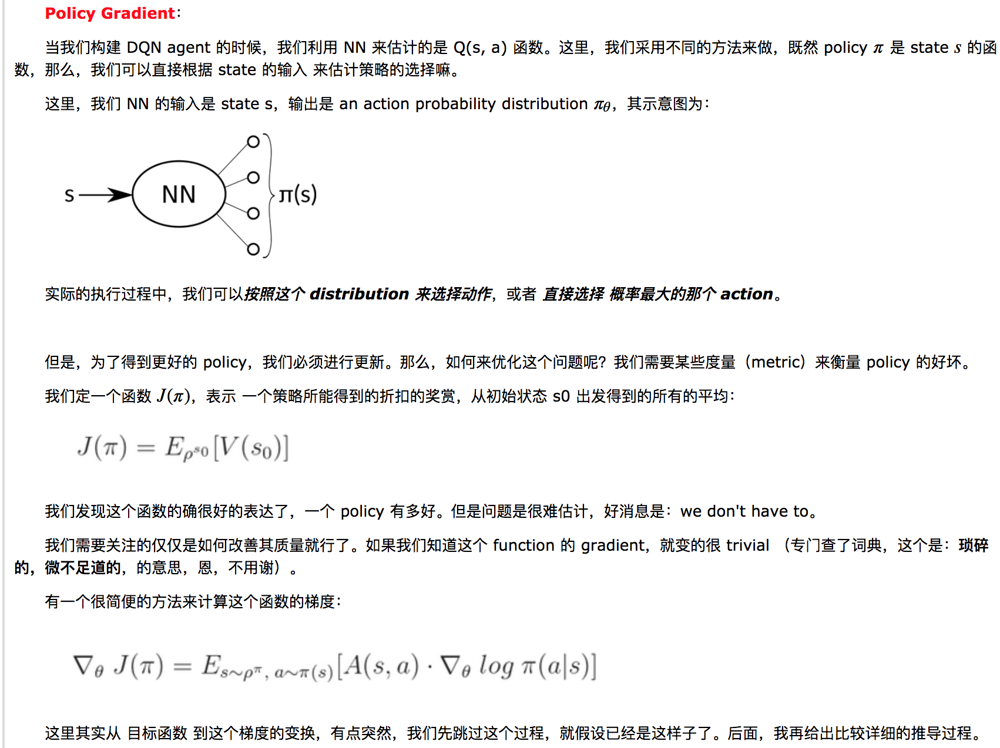 Policy Gradient：
当我们构建 DQN agent 的时候，我们利用 NN 来估计的是 Q(s, a) 函数。这里，我们采用不同的方法来做，既然 policy π 是 state s 的函
数，那么，我们可以直接根据 state 的输入 来估计策略的选择嘛。
这里，我们 NN 的输入是 state s，输出是 an action probability distribution πθ，其示意图为：
s NN π(s)
实际的执行过程中，我们可以按照这个 distribution 来选择动作，或者 直接选择 概率最大的那个 action。
但是，为了得到更好的 policy，我们必须进行更新。那么，如何来优化这个问题呢？我们需要某些度量（metric）来衡量 policy 的好坏。
我们定一个函数 J(π)，表示 一个策略所能得到的折扣的奖赏，从初始状态 s0 出发得到的所有的平均：
J(π) = E_{ρ^{s_0}}[V(s_0)]
我们发现这个函数的确很好的表达了，一个 policy 有多好。但是问题是很难估计，好消息是：we don't have to。
我们需要关注的仅仅是如何改善其质量就行了。如果我们知道这个 function 的 gradient，就变的很 trivial （专门查了词典，这个是：琐碎
的，微不足道的，的意思，恩，不用谢）。
有一个很简便的方法来计算这个函数的梯度：
∇_θ J(π) = E_{s∼ρ^π, a∼π(s)}[A(s, a) · ∇_θ log π(a|s)]
这里其实从 目标函数 到这个梯度的变换，有点突然，我们先跳过这个过程，就假设已经是这样子了。后面，我再给出比较详细的推导过程。